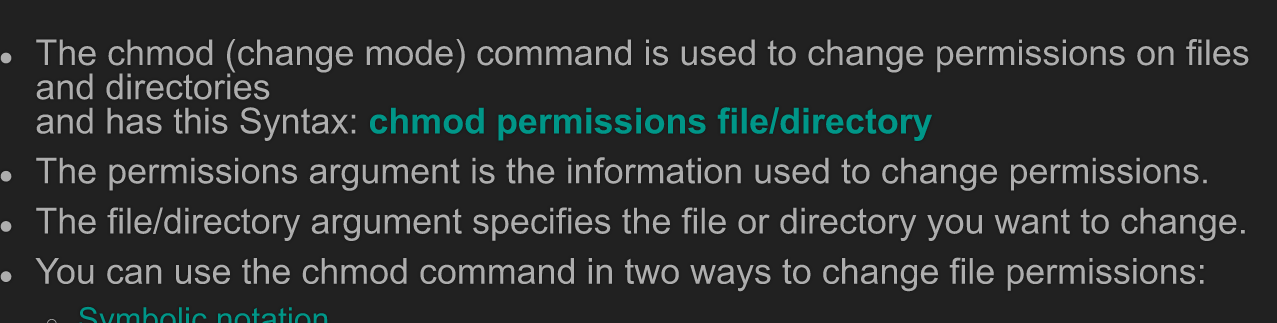 The chmod (change mode) command is used to change permissions on files
and directories
and has this Syntax: chmod permissions file/directory
The permissions argument is the information used to change permissions.
The file/directory argument specifies the file or directory you want to change.
You can use the chmod command in two ways to change file permissions:
Symbolic notation